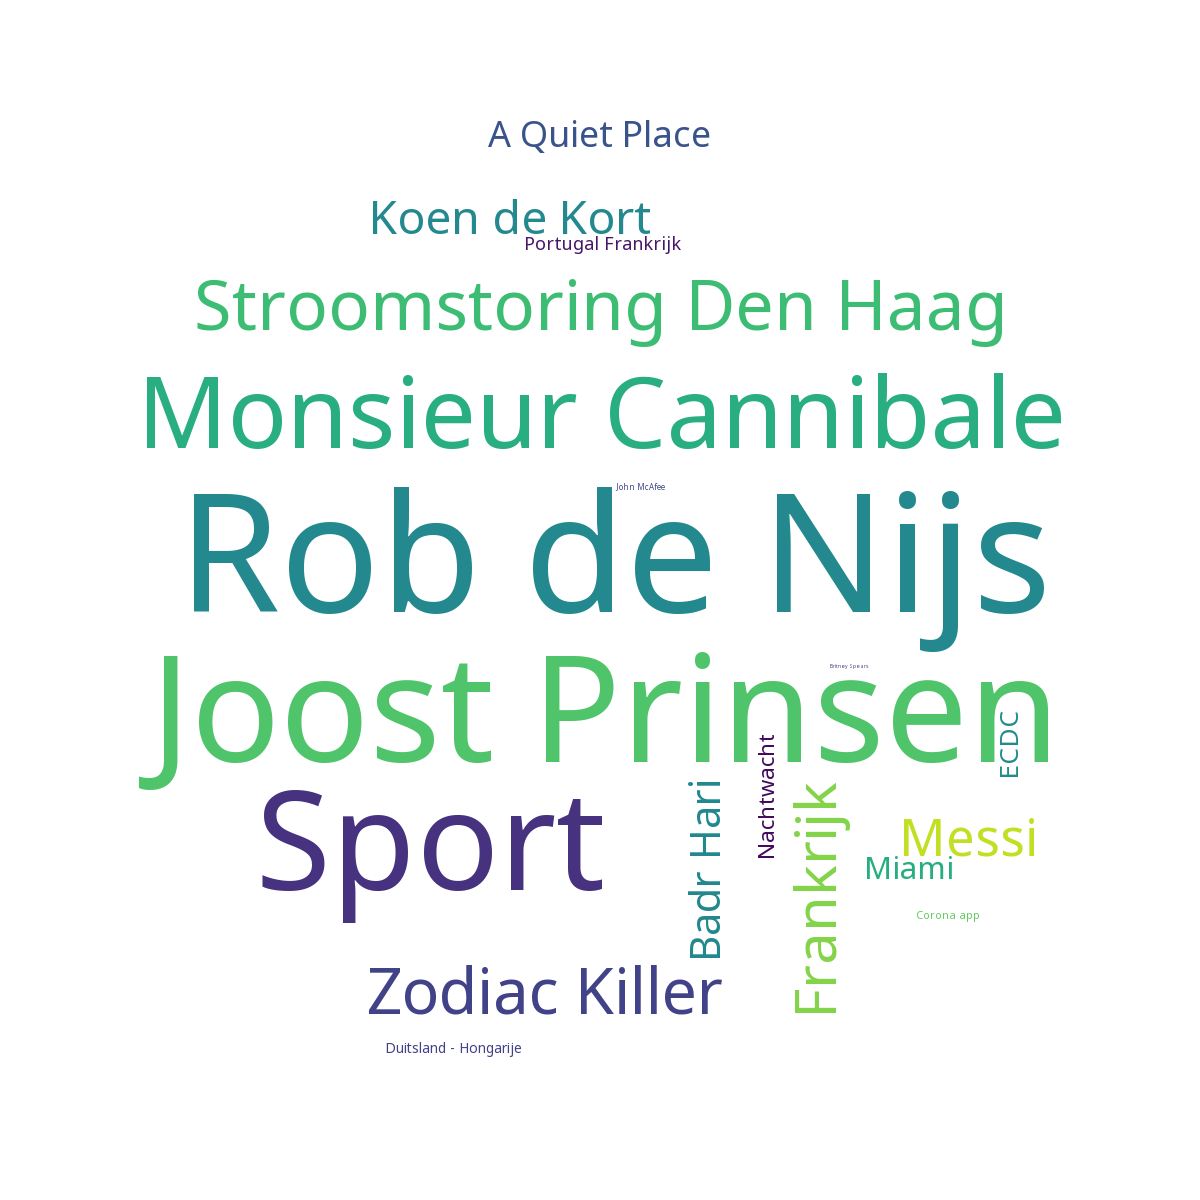 A Quiet Place
Koen de Kort
Portugal Frankrijk
Stroomstoring Den Haag
Monsieur Cannibale
John McAfee
Rob de Nijs
Britney Spears
Joost Prinsen
ECDC
Sport
Badr Hari
Nachtwacht
Frankrijk
Messi
Miami
Corona app
Zodiac Killer
Duitsland - Hongarije